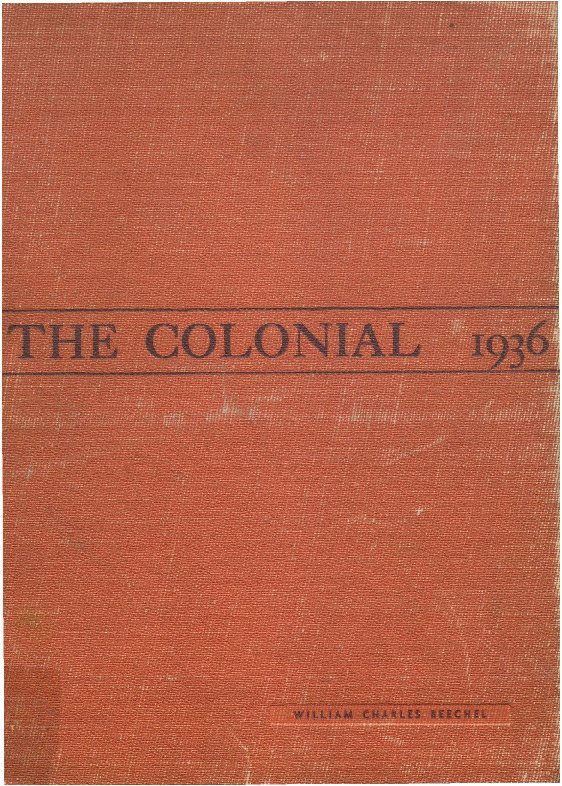 THE COLONIAL 1936
WILLIAM CHARLES BEECHEL